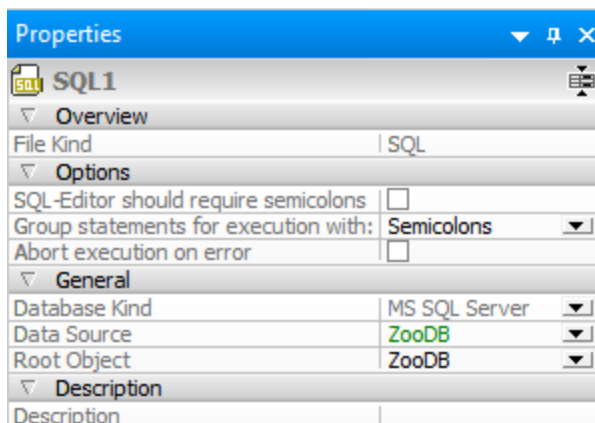 Properties
SQL1
Overview
File Kind SQL
Options
SQL-Editor should require semicolons
Group statements for execution with: Semicolons
Abort execution on error
General
Database Kind MS SQL Server
Data Source ZooDB
Root Object ZooDB
Description
Description